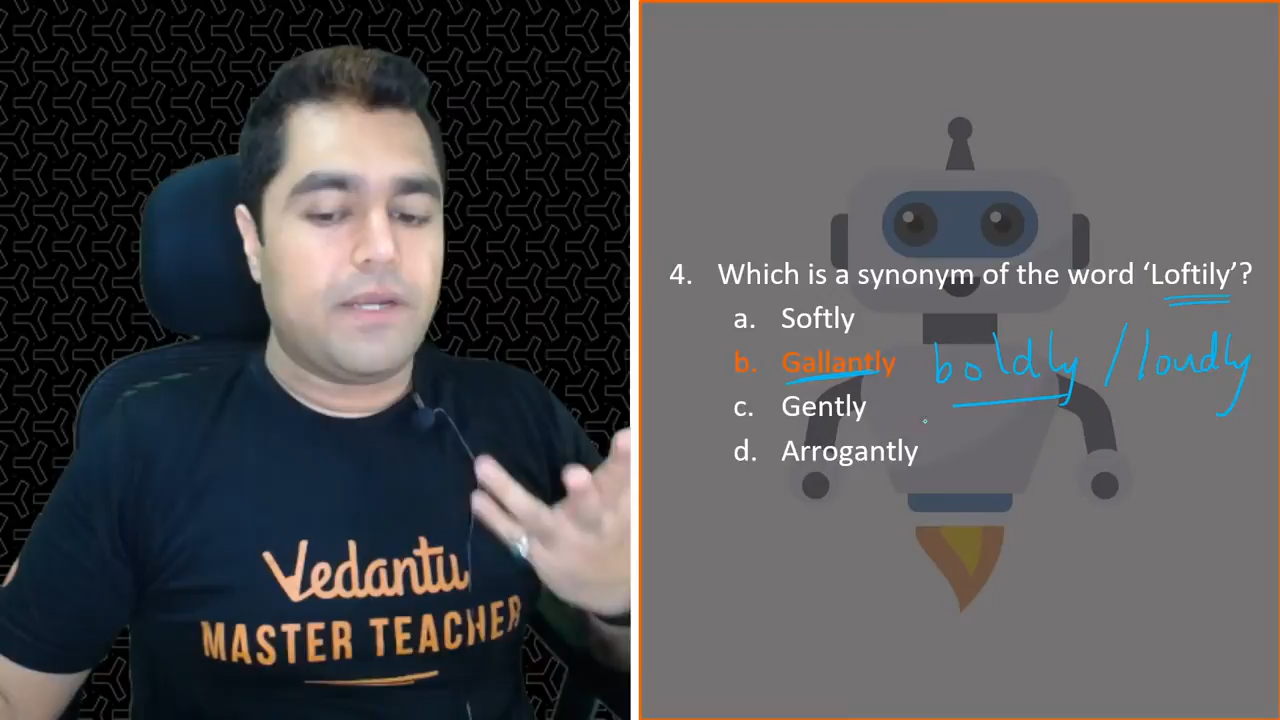 Vedantu
MASTER TEACHER
4. Which is a synonym of the word ‘Loftily’?
a. Softly
b. Gallantly boldly / loudly
c. Gently
d. Arrogantly